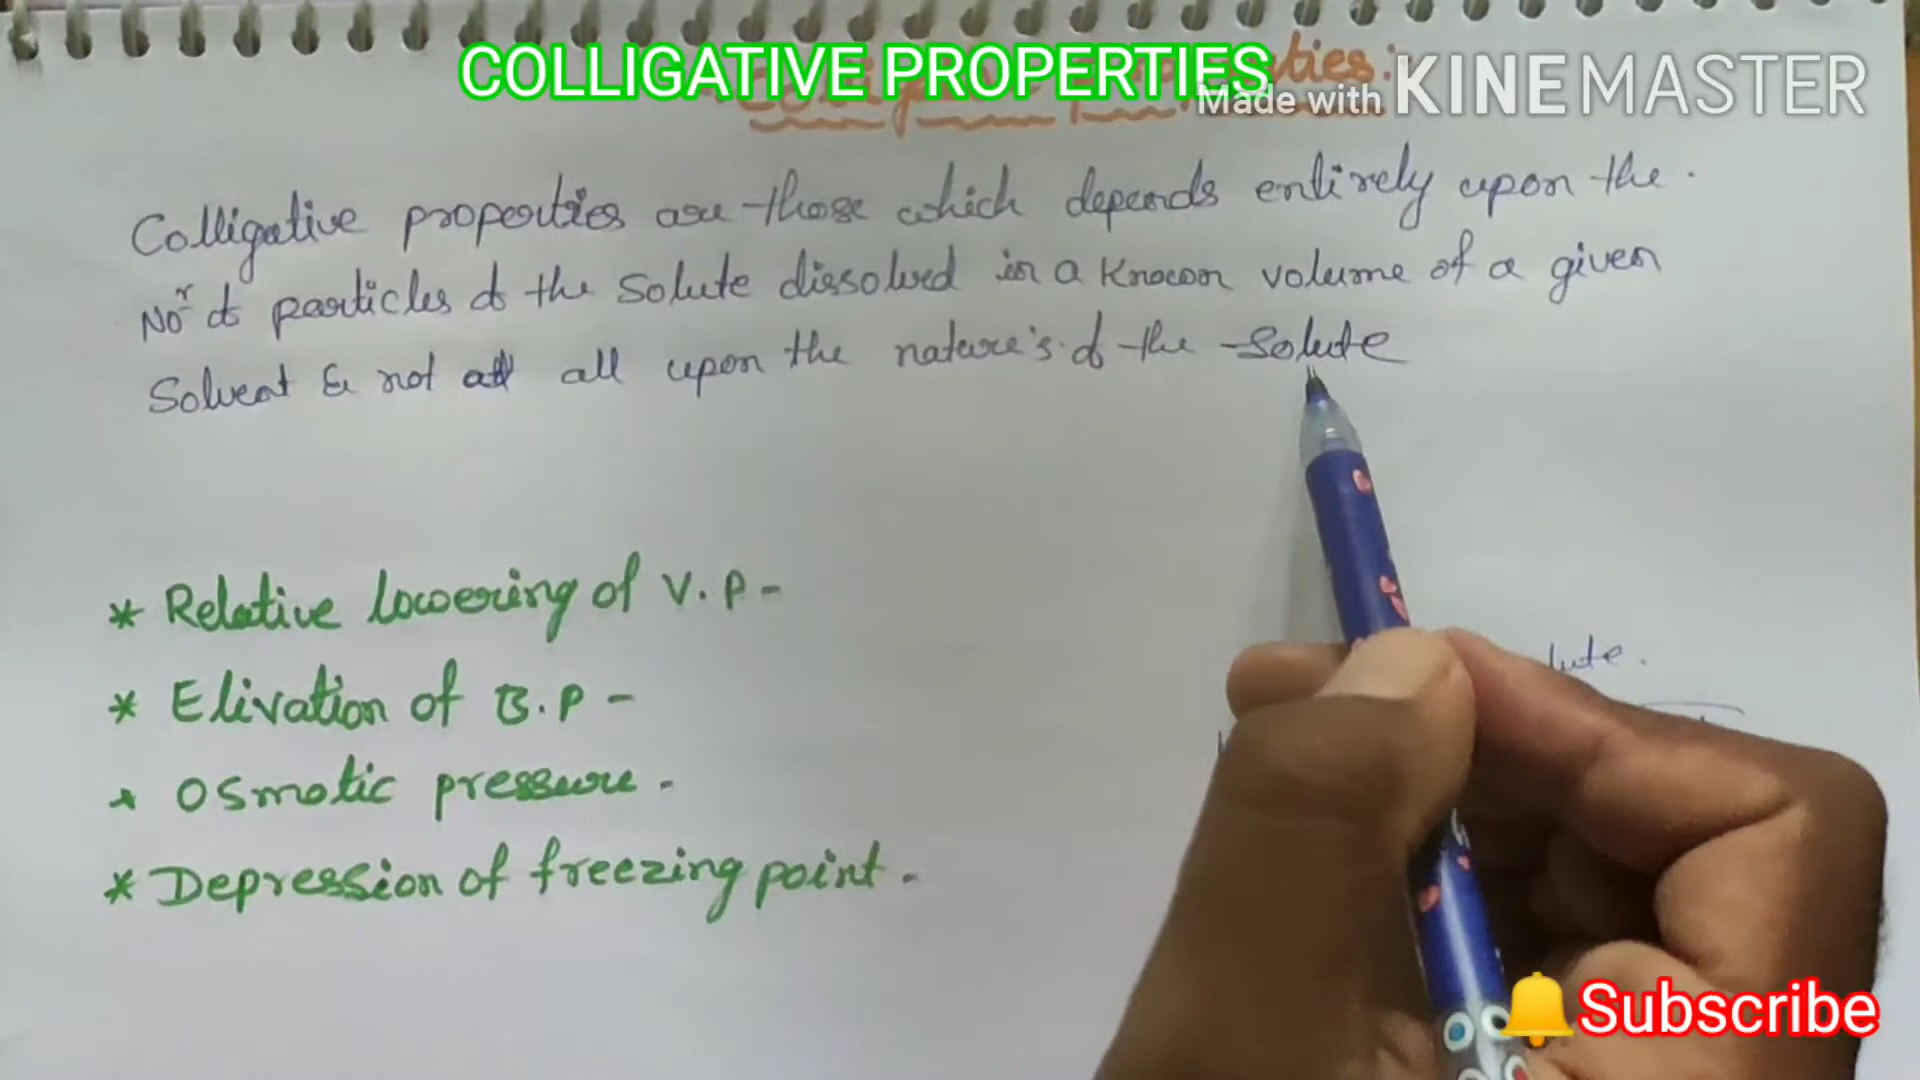 COLLIGATIVE PROPERTIES
ties:
Made with KINEMASTER
Colligative properties are those which depends entirely upon the.
No r of particles of the solute dissolved in a known volume of a given
Solvent & not at all upon the nature's of the solute
* Relative lowering of V.P-
* Elivation of B.P-
* Osmotic pressure.
* Depression of freezing point.
lute.
Subscribe